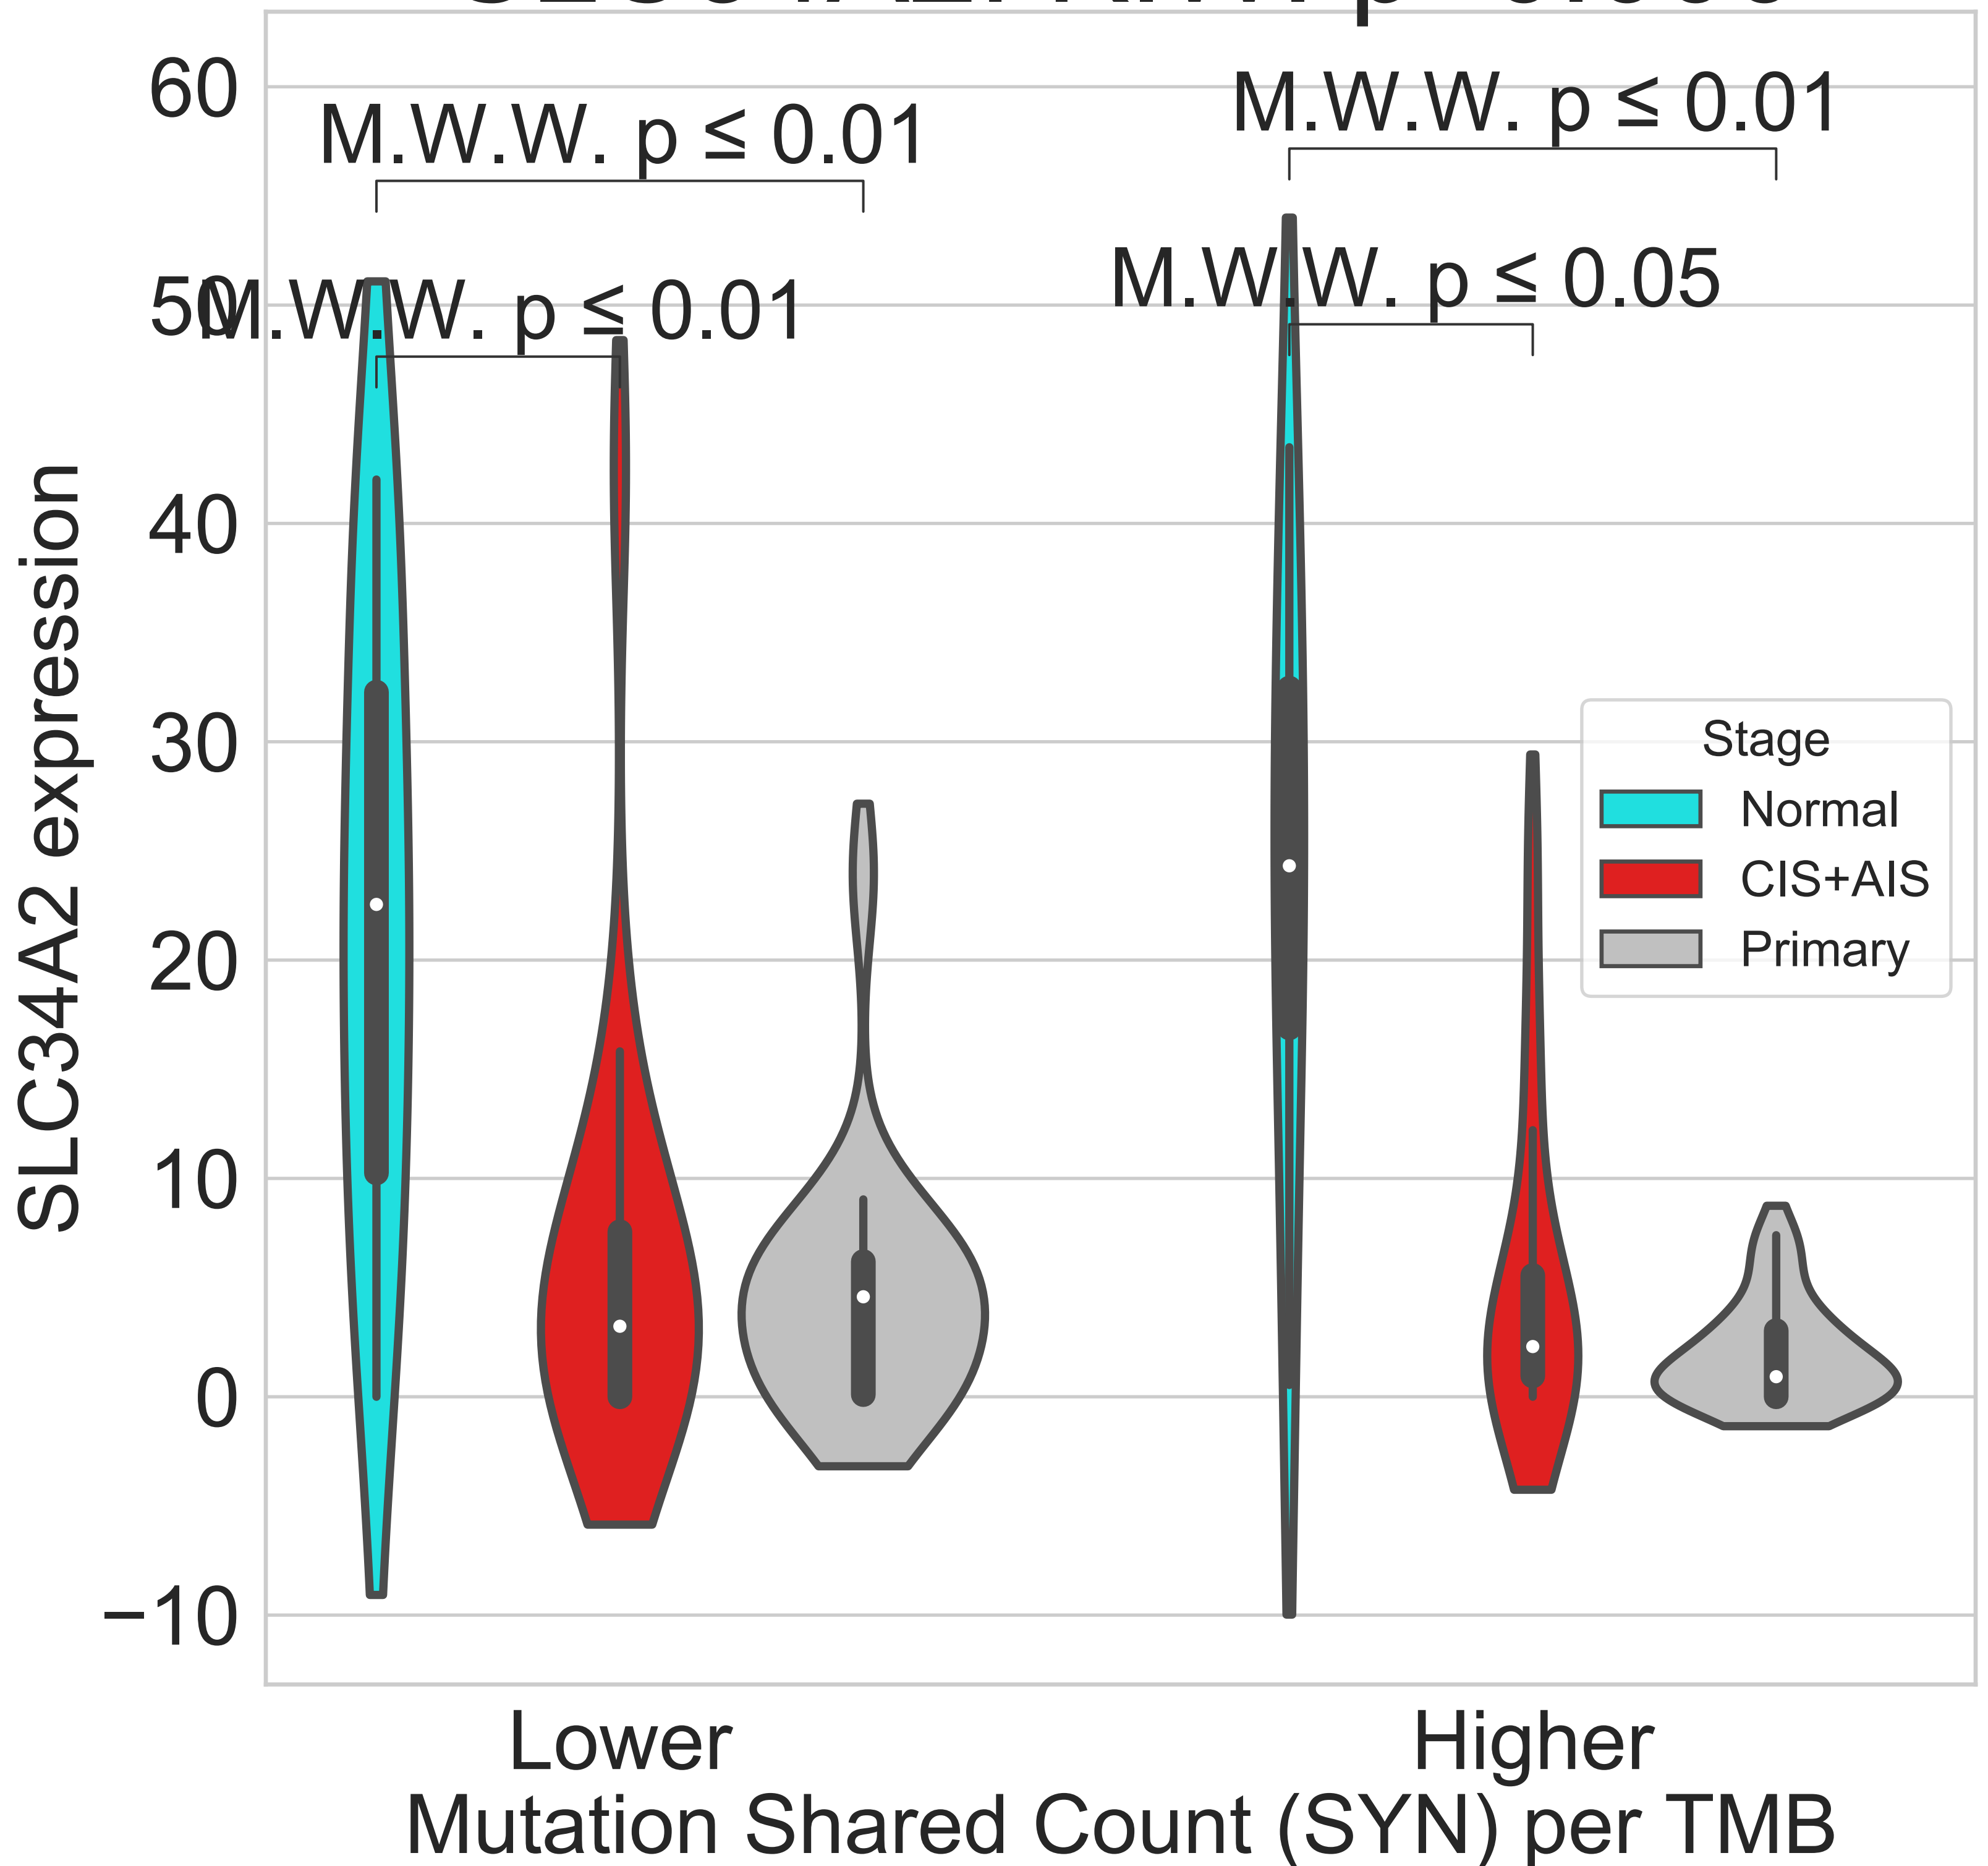 60
M.W.W. p ≤ 0.01
M.W.W. p ≤ 0.01
50
M.W.W. p ≤ 0.01
M.W.W. p ≤ 0.05
40
30
20
10
0
−10
SLC34A2 expression
Stage
Normal
CIS+AIS
Primary
Lower
Higher
Mutation Shared Count (SYN) per TMB